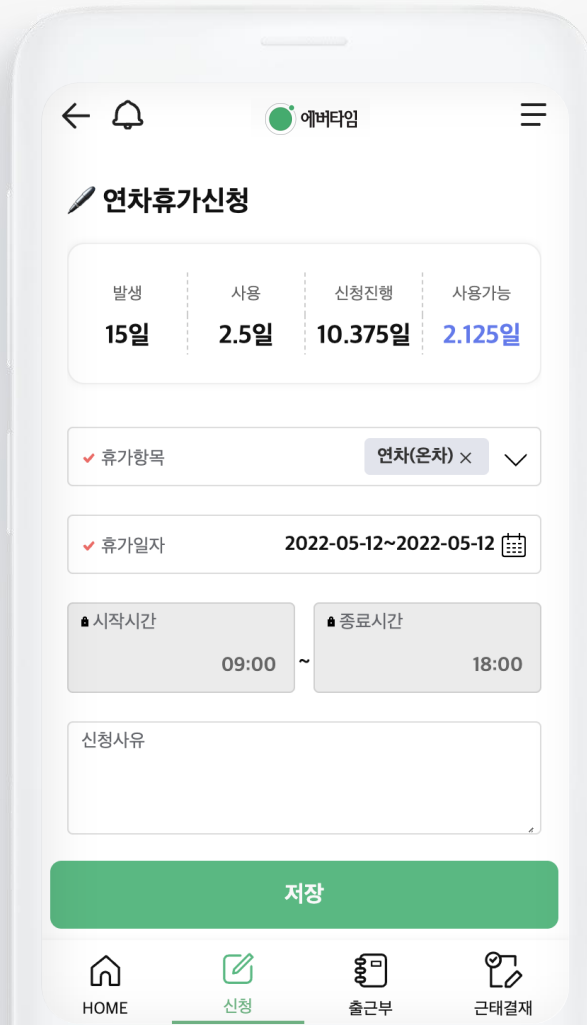 에버타임
연차휴가신청
발생 사용 신청진행 사용가능
15일 2.5일 10.375일 2.125일
휴가항목 연차(온차) ×
휴가일자 2022-05-12~2022-05-12
시작시간 종료시간
09:00 ~ 18:00
신청사유
저장
HOME 신청 출근부 근태결재